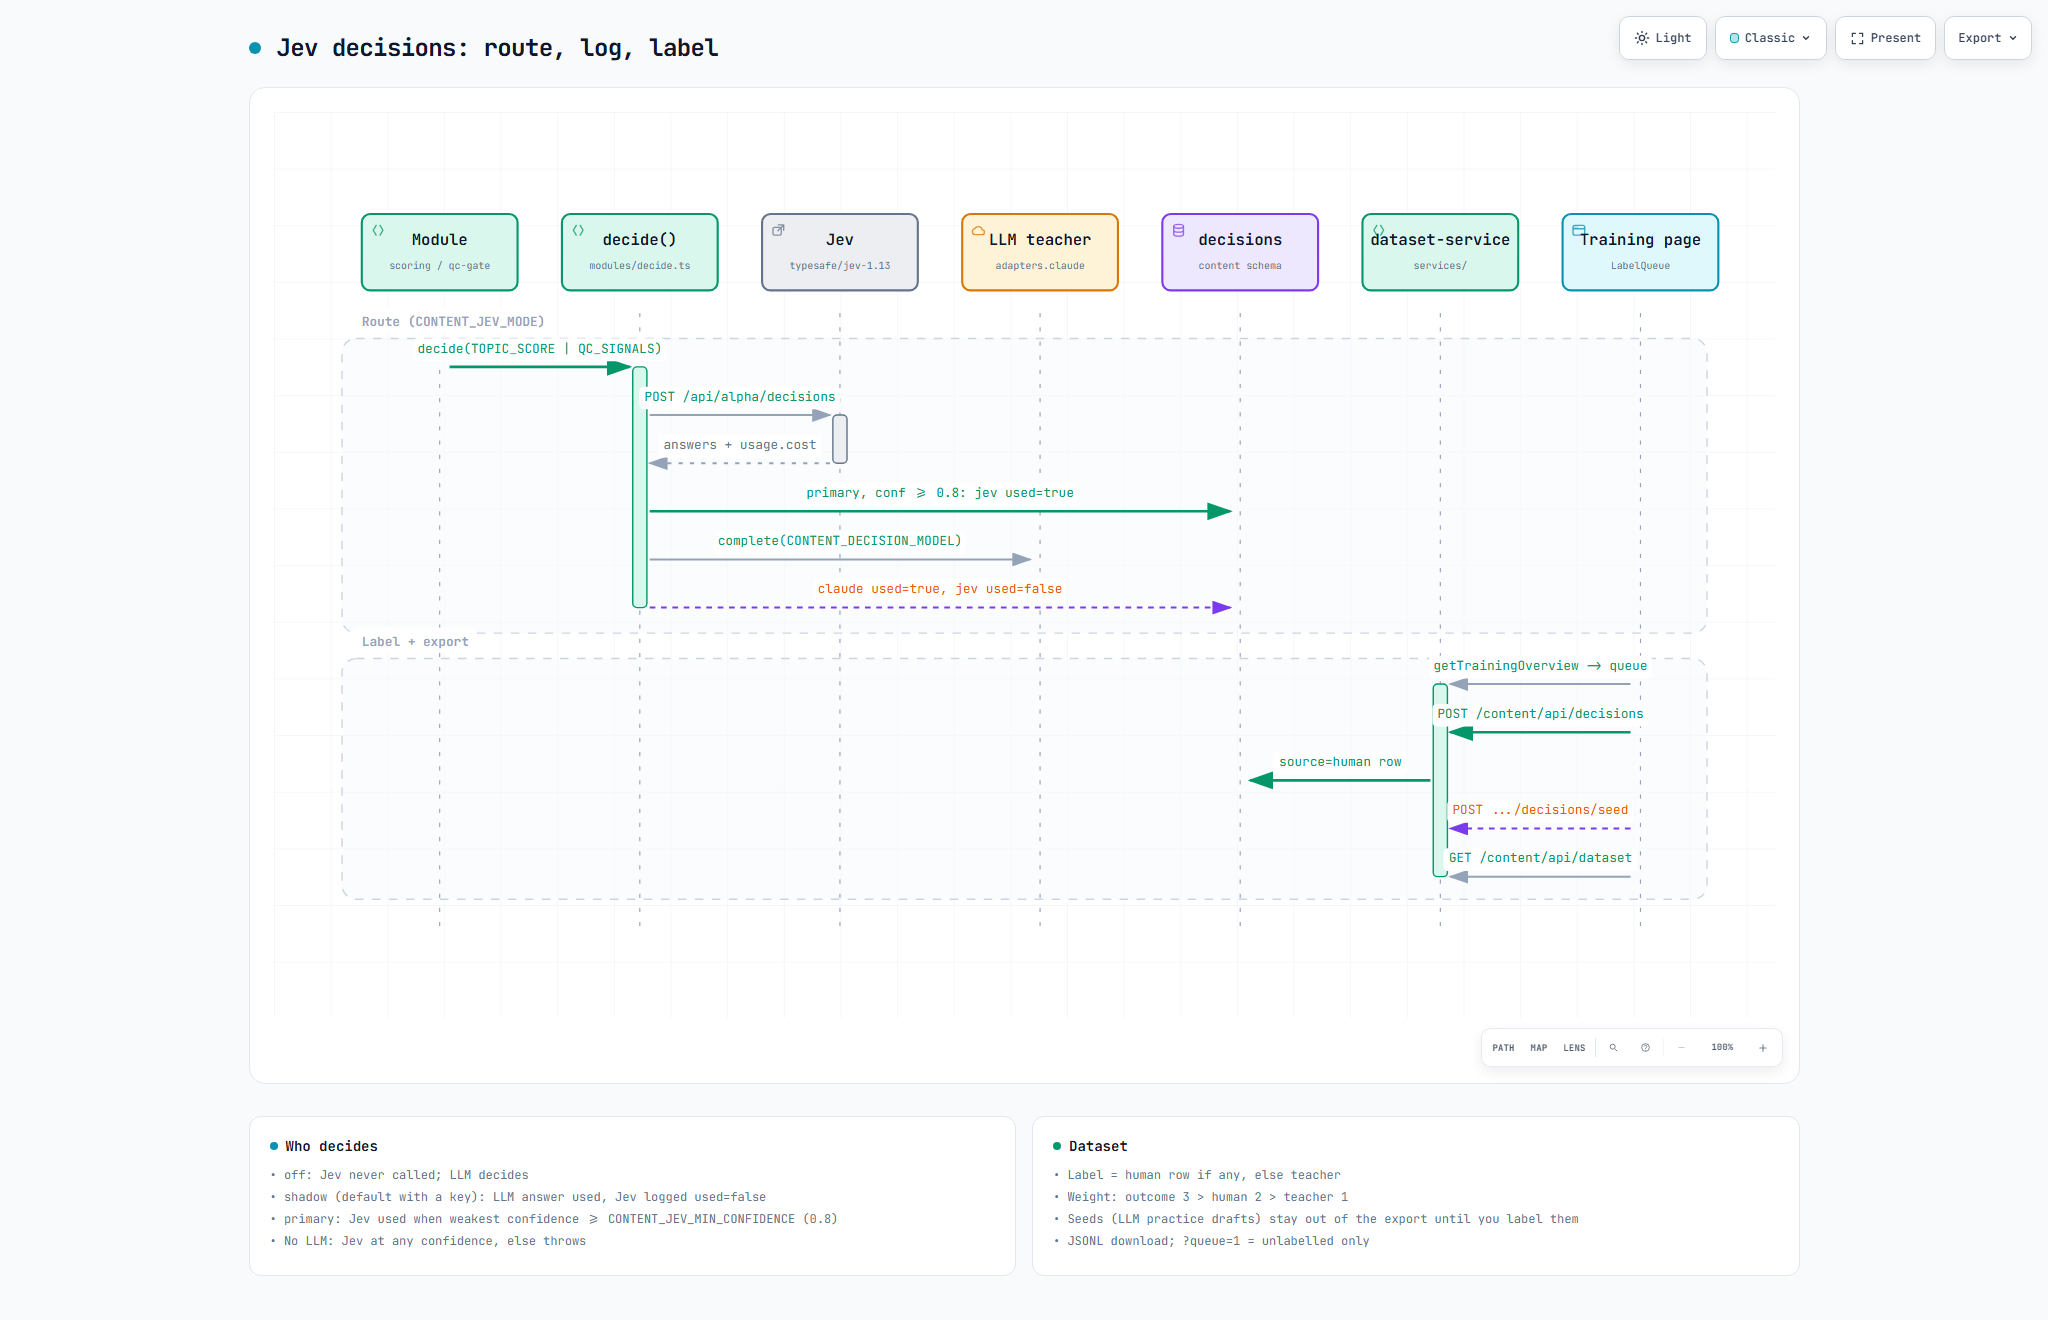 Jev decisions: route, log, label
Light
Classic
Present
Export
Module
scoring / qc-gate
decide()
modules/decide.ts
Jev
typesafe/jev-1.13
LLM teacher
adapters.claude
decisions
content schema
dataset-service
services/
Training page
LabelQueue
Route (CONTENT_JEV_MODE)
decide(TOPIC_SCORE | QC_SIGNALS)
POST /api/alpha/decisions
answers + usage.cost
primary, conf ≥ 0.8: jev used=true
complete(CONTENT_DECISION_MODEL)
claude used=true, jev used=false
Label + export
getTrainingOverview → queue
POST /content/api/decisions
source=human row
POST .../decisions/seed
GET /content/api/dataset
PATH
MAP
LENS
−
100%
+
Who decides
• off: Jev never called; LLM decides
• shadow (default with a key): LLM answer used, Jev logged used=false
• primary: Jev used when weakest confidence ≥ CONTENT_JEV_MIN_CONFIDENCE (0.8)
• No LLM: Jev at any confidence, else throws
Dataset
• Label = human row if any, else teacher
• Weight: outcome 3 > human 2 > teacher 1
• Seeds (LLM practice drafts) stay out of the export until you label them
• JSONL download; ?queue=1 = unlabelled only